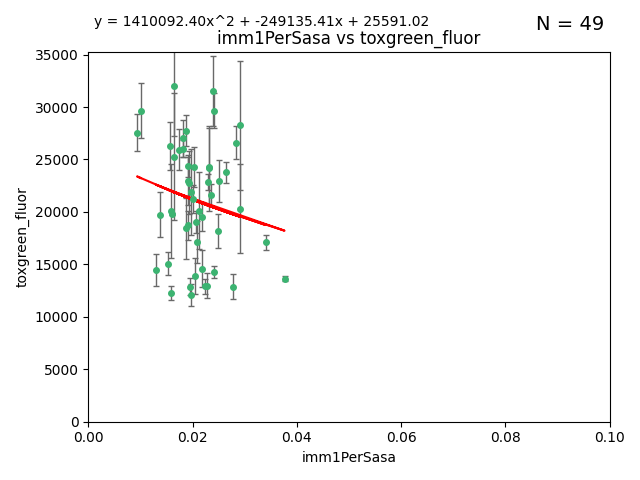 y = 1410092.40x^2 + -249135.41x + 25591.02
N = 49
imm1PerSasa vs toxgreen_fluor
35000
30000
25000
20000
15000
10000
5000
0
toxgreen_fluor
0.00 0.02 0.04 0.06 0.08 0.10
imm1PerSasa